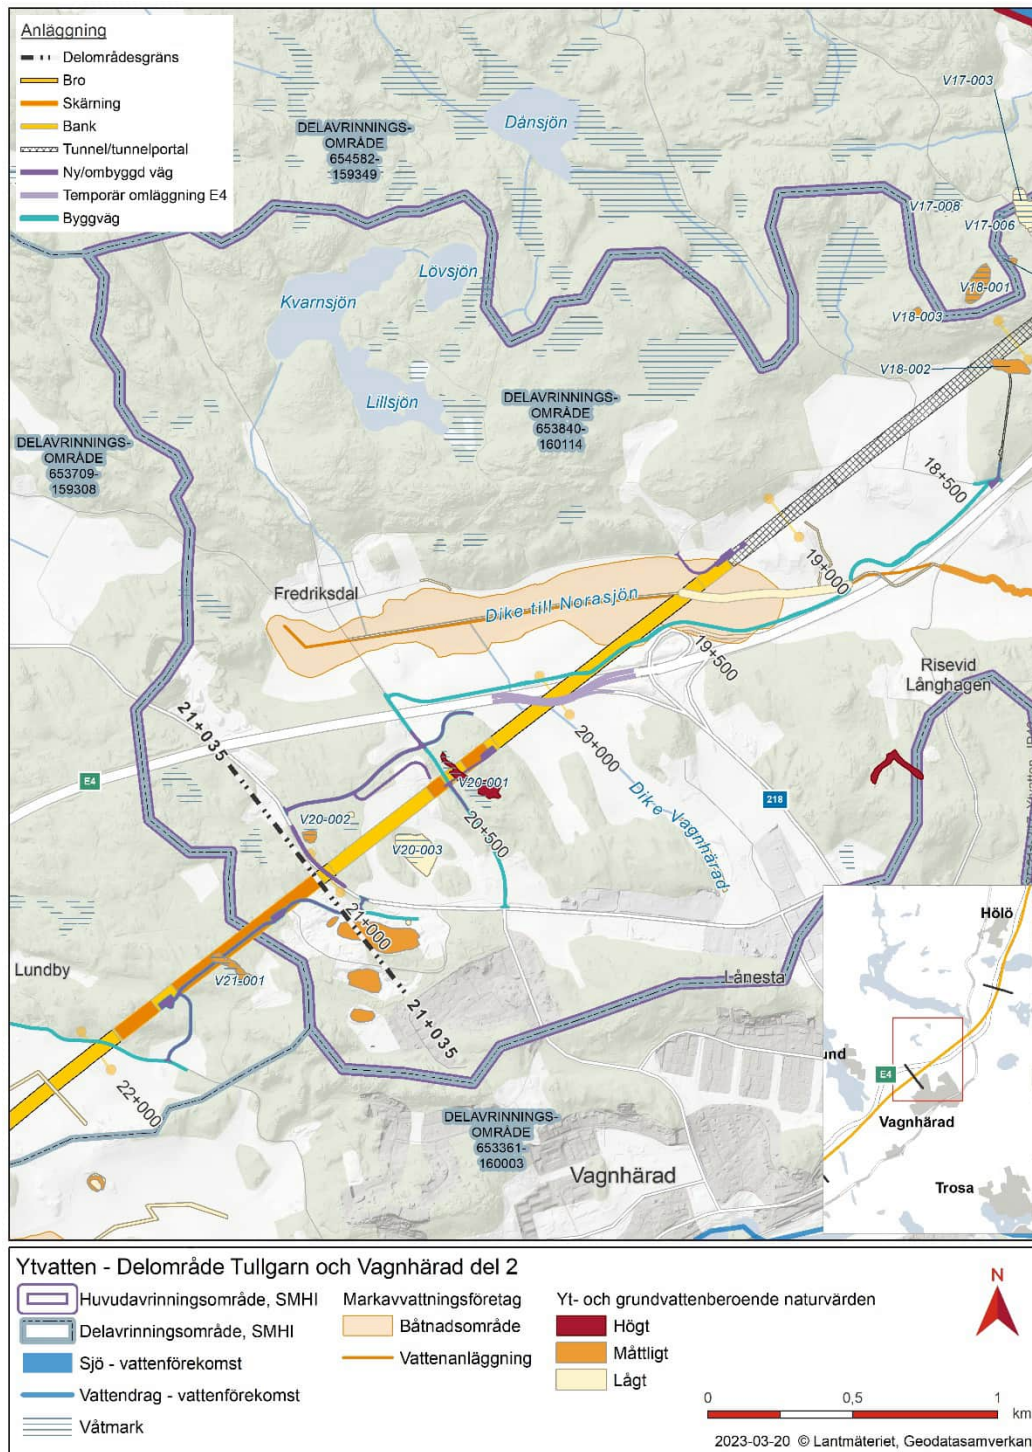 Anläggning
Delområdesgräns
Bro
Skärning
Bank
Tunnel/tunnelportal
Ny/ombyggd väg
Temporär omläggning E4
Byggväg
V17-003
Dånsjön
DELAVRINNINGS-
OMRÅDE
654582-
159349
V17-008
V17-006
Lövsjön
Kvarnsjön
V18-001
V18-003
V18-002
Lillsjön
DELAVRINNINGS-
OMRÅDE
653840-
160114
DELAVRINNINGS-
OMRÅDE
653709-
159308
18+500
19+000
Fredriksdal
Dike till Norasjön
19+500
Risevid
Långhagen
21+035
20+000
E4
V20-001
Dike Vagnhärad
218
V20-002
20+500
V20-003
21+000
Lundby
V21-001
Lånesta
21+035
22+000
DELAVRINNINGS-
OMRÅDE
653361-
160003
Vagnhärad
Hölö
und
E4
Vagnhärad
Trosa
Ytvatten - Delområde Tullgarn och Vagnhärad del 2
Huvudavrinningsområde, SMHI
Delavrinningsområde, SMHI
Sjö - vattenförekomst
Vattendrag - vattenförekomst
Våtmark
Markavvattningsföretag
Båtnadsområde
Vattenanläggning
Yt- och grundvattenberoende naturvärden
Högt
Måttligt
Lågt
N
0 0,5 1
km
2023-03-20 © Lantmäteriet, Geodatasamverkan